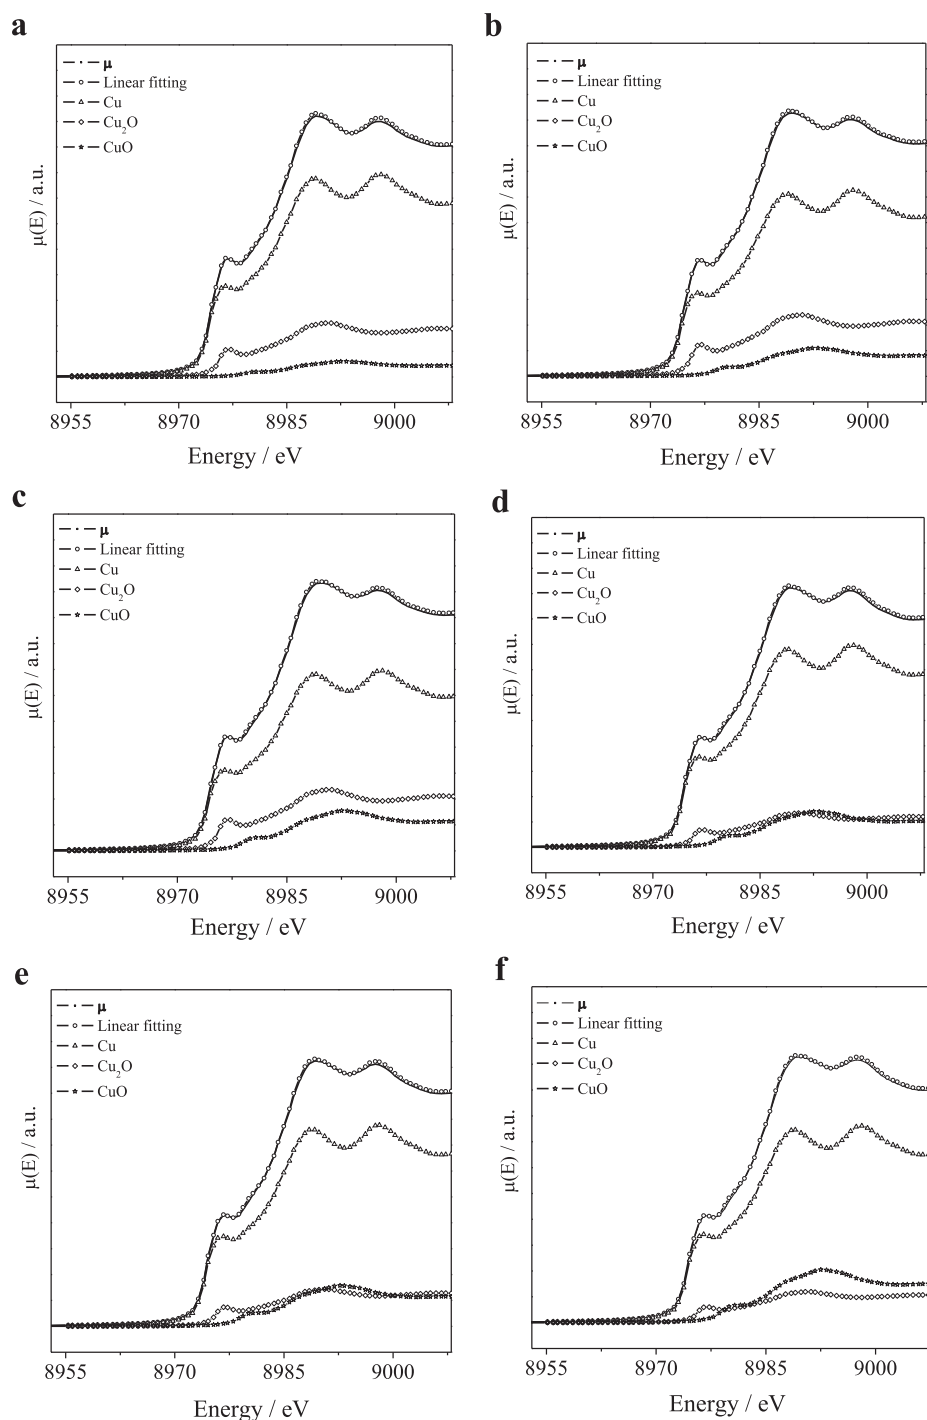 a
μ
Linear fitting
Cu
Cu₂O
CuO
μ(E) / a.u.
8955 8970 8985 9000
Energy / eV
b
μ
Linear fitting
Cu
Cu₂O
CuO
μ(E) / a.u.
8955 8970 8985 9000
Energy / eV
c
μ
Linear fitting
Cu
Cu₂O
CuO
μ(E) / a.u.
8955 8970 8985 9000
Energy / eV
d
μ
Linear fitting
Cu
Cu₂O
CuO
μ(E) / a.u.
8955 8970 8985 9000
Energy / eV
e
μ
Linear fitting
Cu
Cu₂O
CuO
μ(E) / a.u.
8955 8970 8985 9000
Energy / eV
f
μ
Linear fitting
Cu
Cu₂O
CuO
μ(E) / a.u.
8955 8970 8985 9000
Energy / eV